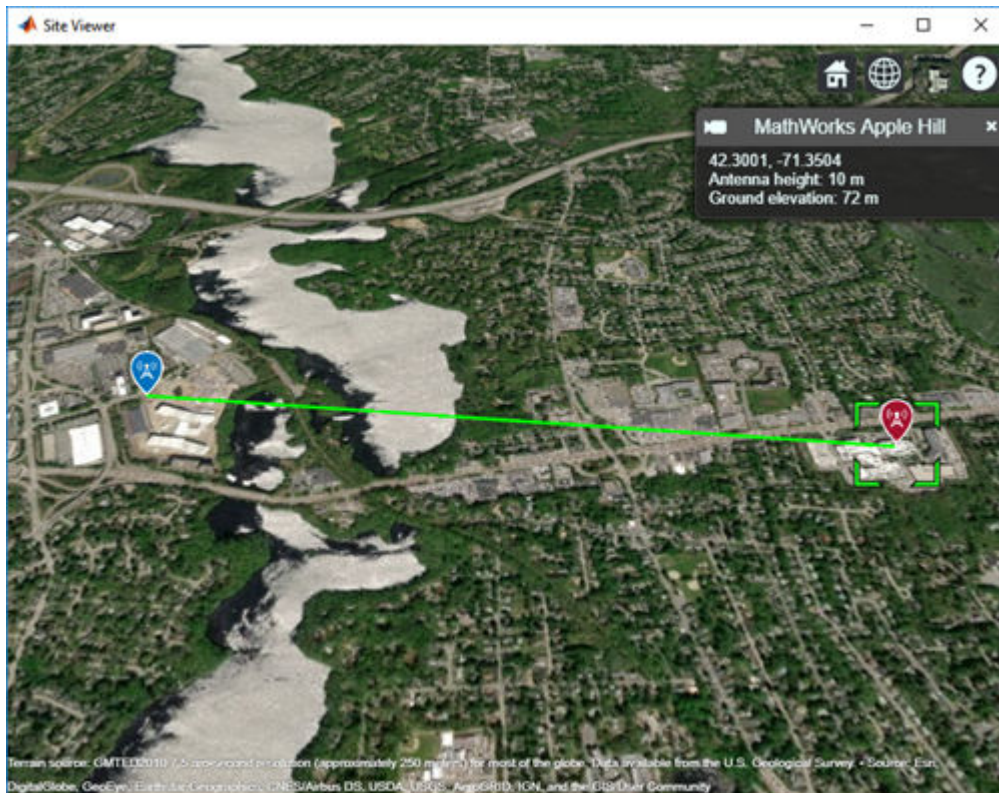 Site Viewer
MathWorks Apple Hill
42.3001, -71.3504
Antenna height: 10 m
Ground elevation: 72 m
Terrain source: GMTED2010 7.5 arc-second resolution (approximately 250 meters) for most of the globe. Data available from the U.S. Geological Survey. • Source: Esri,
DigitalGlobe, GeoEye, Earthstar Geographics, CNES/Airbus DS, USDA, USGS, AeroGRID, IGN, and the GIS User Community